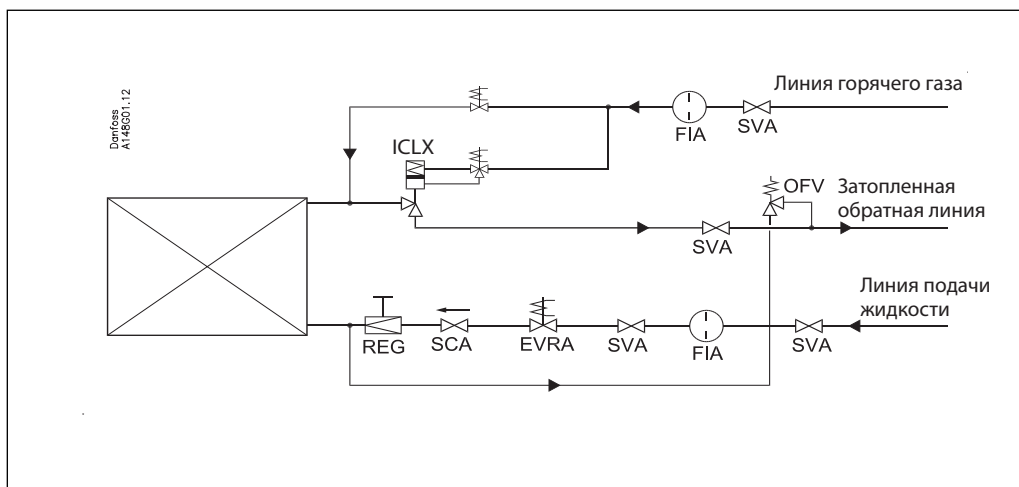 Danfoss
A148G01.12
Линия горячего газа
FIA
SVA
ICLX
OFV
Затопленная
обратная линия
SVA
Линия подачи
жидкости
REG
SCA
EVRA
SVA
FIA
SVA